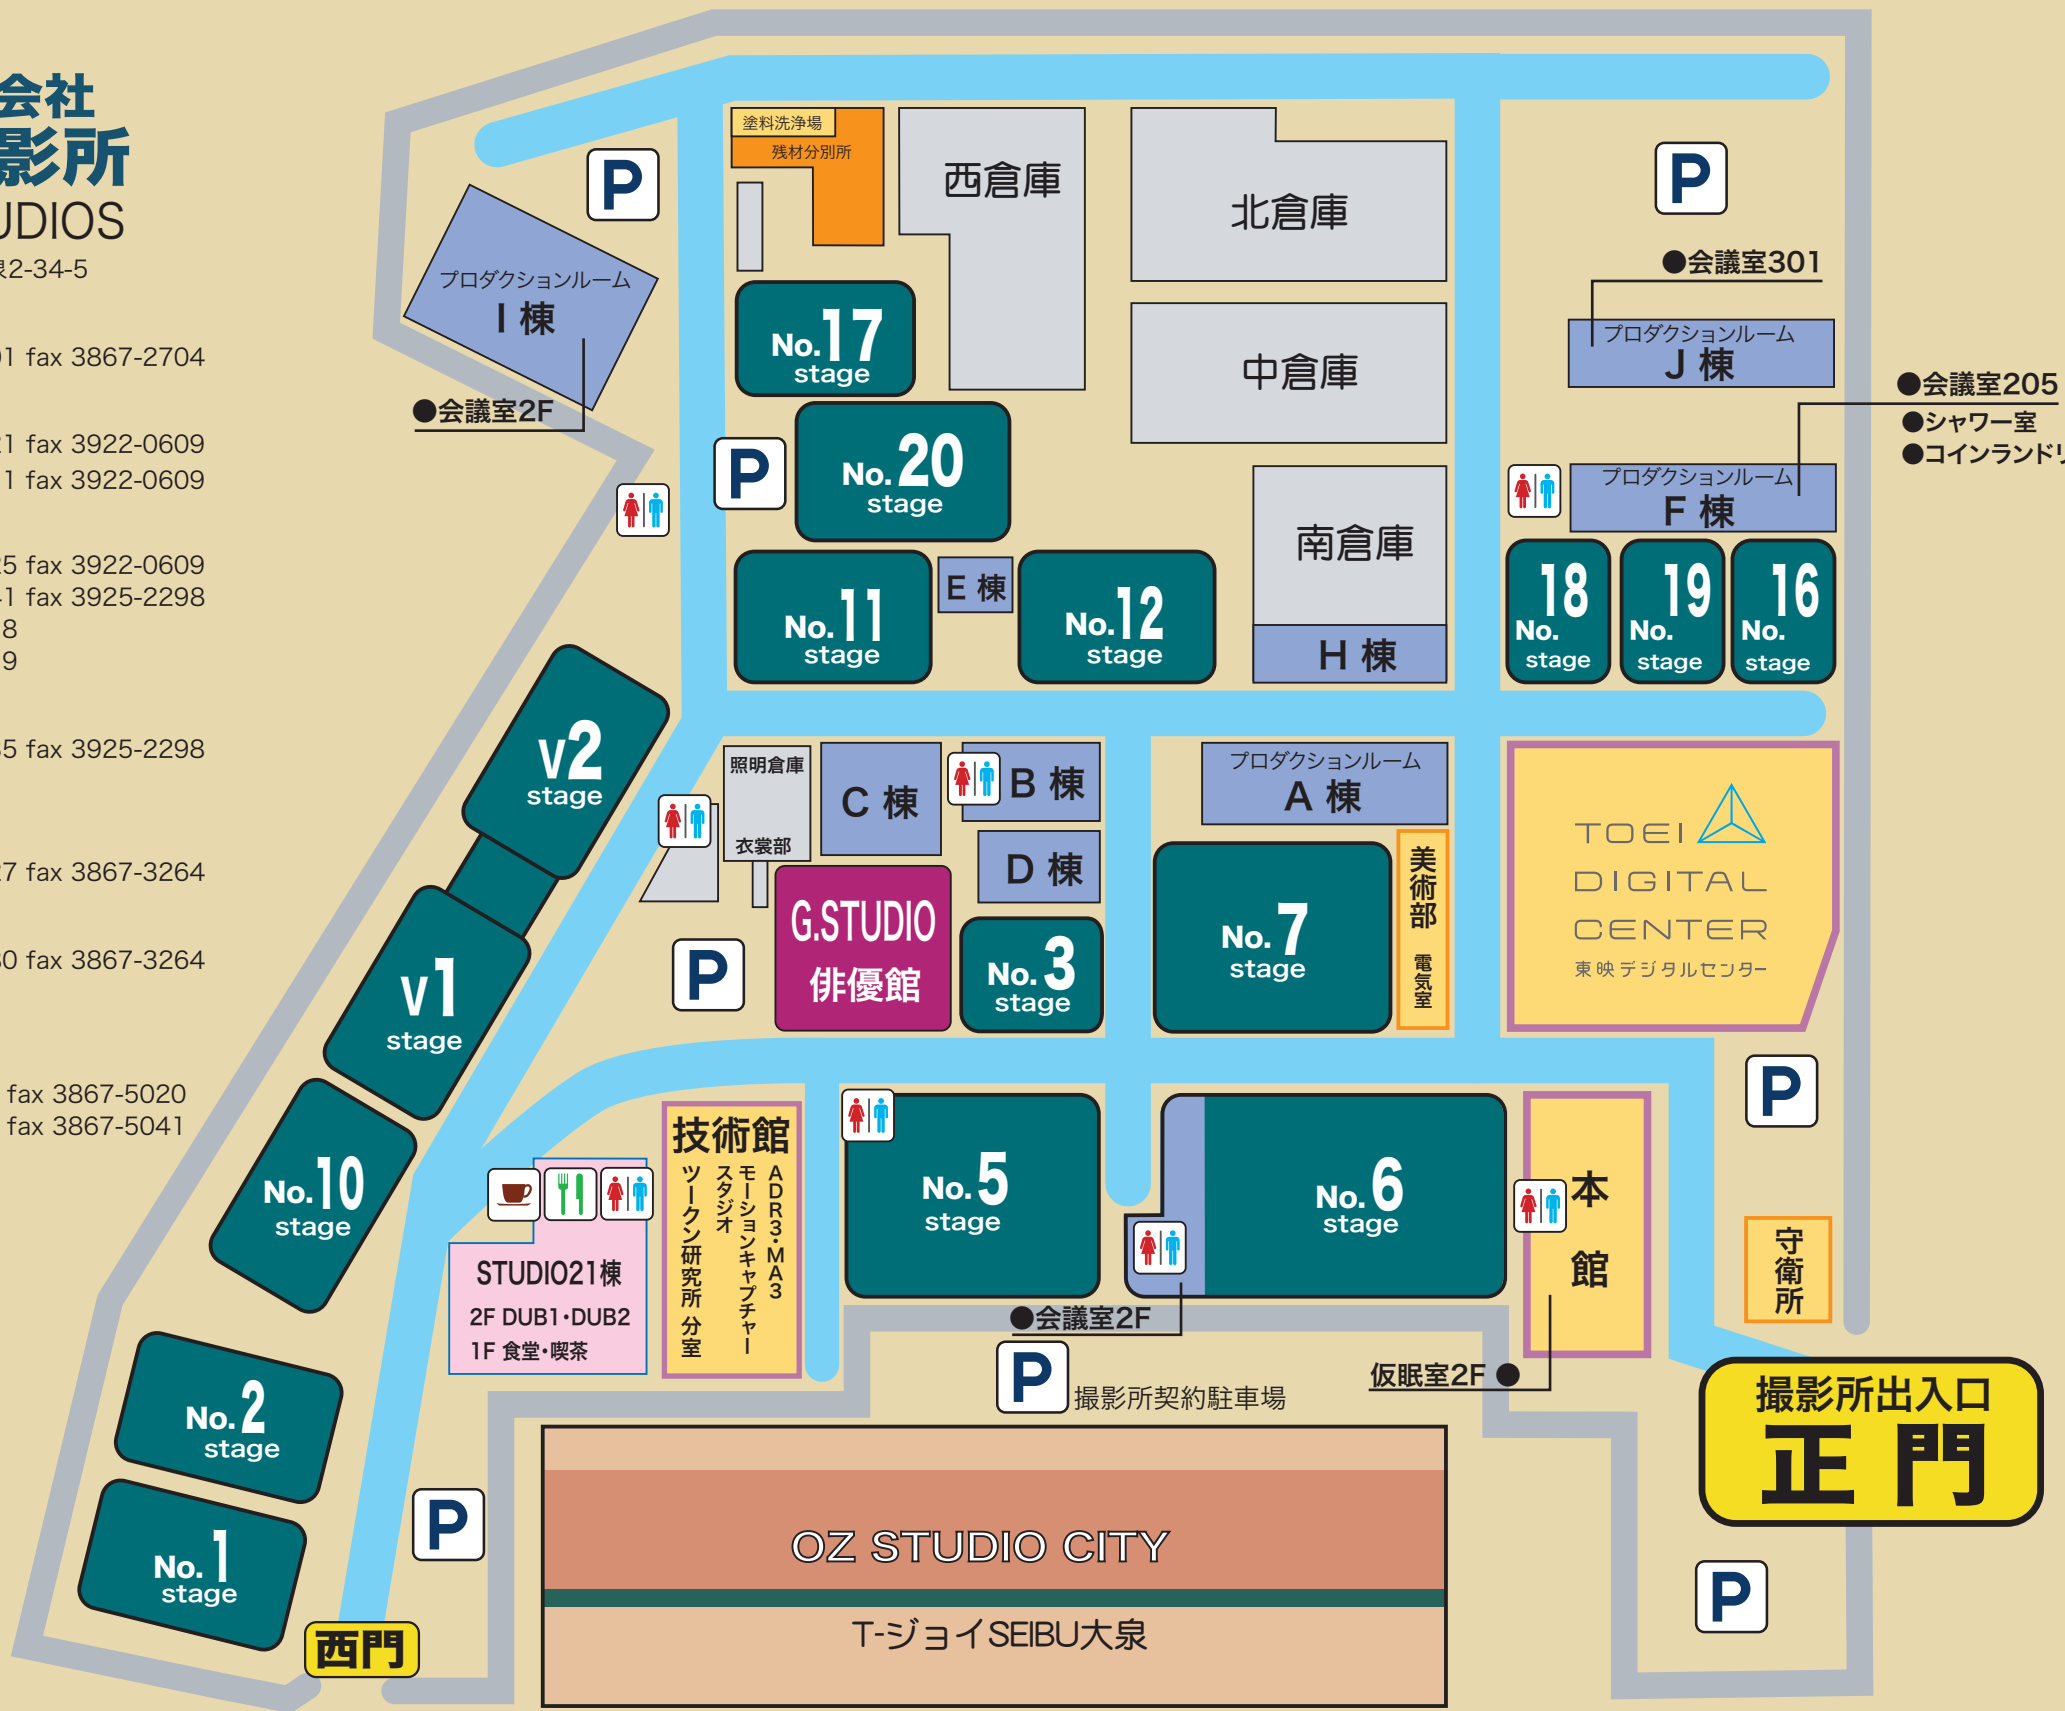 会社
影所
UDIOS
泉2-34-5
01 fax 3867-2704
21 fax 3922-0609
11 fax 3922-0609
25 fax 3922-0609
41 fax 3925-2298
8
9
35 fax 3925-2298
27 fax 3867-3264
30 fax 3867-3264
fax 3867-5020
fax 3867-5041
塗料洗浄場
残材分別所
西倉庫
北倉庫
P
P
プロダクションルーム
I 棟
●会議室2F
No.17
stage
中倉庫
●会議室301
プロダクションルーム
J 棟
●会議室205
●シャワー室
●コインランドリ
P
No.20
stage
南倉庫
プロダクションルーム
F 棟
No.11
stage
E 棟
No.12
stage
H 棟
18
No.
stage
19
No.
stage
16
No.
stage
V2
stage
照明倉庫
衣裳部
C 棟
B 棟
D 棟
プロダクションルーム
A 棟
TOEI
DIGITAL
CENTER
東映デジタルセンター
V1
stage
P
G.STUDIO
俳優館
No.3
stage
No.7
stage
美術部
電気室
P
No.10
stage
STUDIO21棟
2F DUB1・DUB2
1F 食堂・喫茶
技術館
ADR3・MA3
モーションキャプチャー
スタジオ
ツークン研究所 分室
No.5
stage
No.6
stage
●会議室2F
本館
守衛所
仮眠室2F●
P
撮影所契約駐車場
撮影所出入口
正門
No.2
stage
No.1
stage
P
西門
OZ STUDIO CITY
T-ジョイSEIBU大泉
P